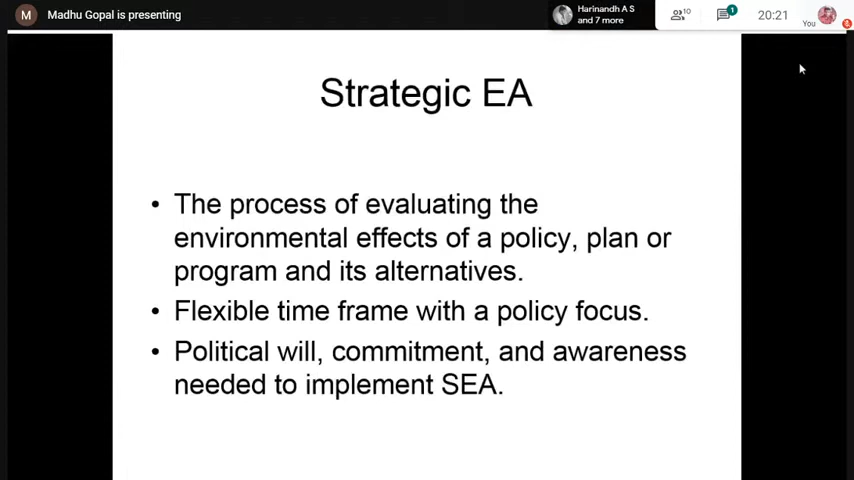 M Madhu Gopal is presenting
Harinandh A S
and 7 more
10
1
20:21
You
Strategic EA
• The process of evaluating the
environmental effects of a policy, plan or
program and its alternatives.
• Flexible time frame with a policy focus.
• Political will, commitment, and awareness
needed to implement SEA.